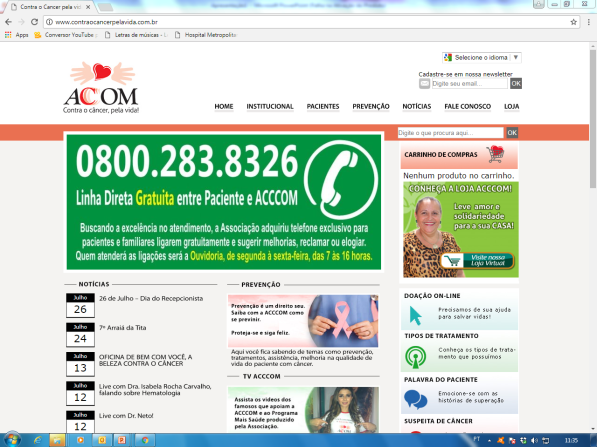 Contra o Cancer pela vid
www.contraocancerpelavida.com.br
Apps
Conversor YouTube
Letras de músicas - L
Hospital Metropolit
Selecione o idioma
Cadastre-se em nossa newsletter
Digite seu email...
OK
ACCCOM
Contra o câncer, pela vida!
HOME INSTITUCIONAL PACIENTES PREVENÇÃO NOTÍCIAS FALE CONOSCO LOJA
Digite o que procura aqui...
OK
0800.283.8326
Linha Direta Gratuita entre Paciente e ACCCOM
Buscando a excelência no atendimento, a Associação adquiriu telefone exclusivo para
pacientes e familiares ligarem gratuitamente e sugerir melhorias, reclamar ou elogiar.
Quem atenderá as ligações será a Ouvidoria, de segunda à sexta-feira, das 7 às 16 horas.
CARRINHO DE COMPRAS
Nenhum produto no carrinho.
CONHEÇA A LOJA ACCCOM!
Leve amor e
solidariedade
para a sua CASA!
Visite nossa
Loja Virtual
NOTÍCIAS
Julho
26
26 de Julho – Dia do Recepcionista
Julho
24
7º Arraiá da Tita
Julho
13
OFICINA DE BEM COM VOCÊ, A
BELEZA CONTRA O CÂNCER
Julho
12
Live com Dra. Isabela Rocha Carvalho,
falando sobre Hematologia
Julho
12
Live com Dr. Neto!
PREVENÇÃO
Prevenção é um direito seu.
Saiba com a ACCCOM como
se previnir.
Proteja-se e siga feliz.
Aqui você fica sabendo de temas como prevenção,
tratamentos, assistência, melhoria na qualidade de
vida do paciente com câncer.
TV ACCCOM
Assista os vídeos dos
famosos que apoiam a
ACCCOM e ao Programa
Mais Saúde produzido
pela Associação.
DOAÇÃO ON-LINE
Precisamos de sua ajuda
para salvar vidas!
TIPOS DE TRATAMENTO
Conheça os tipos de trata-
mento que possuimos
PALAVRA DO PACIENTE
Emocione-se com as
histórias de superação
SUSPEITA DE CÂNCER
PT
11:35